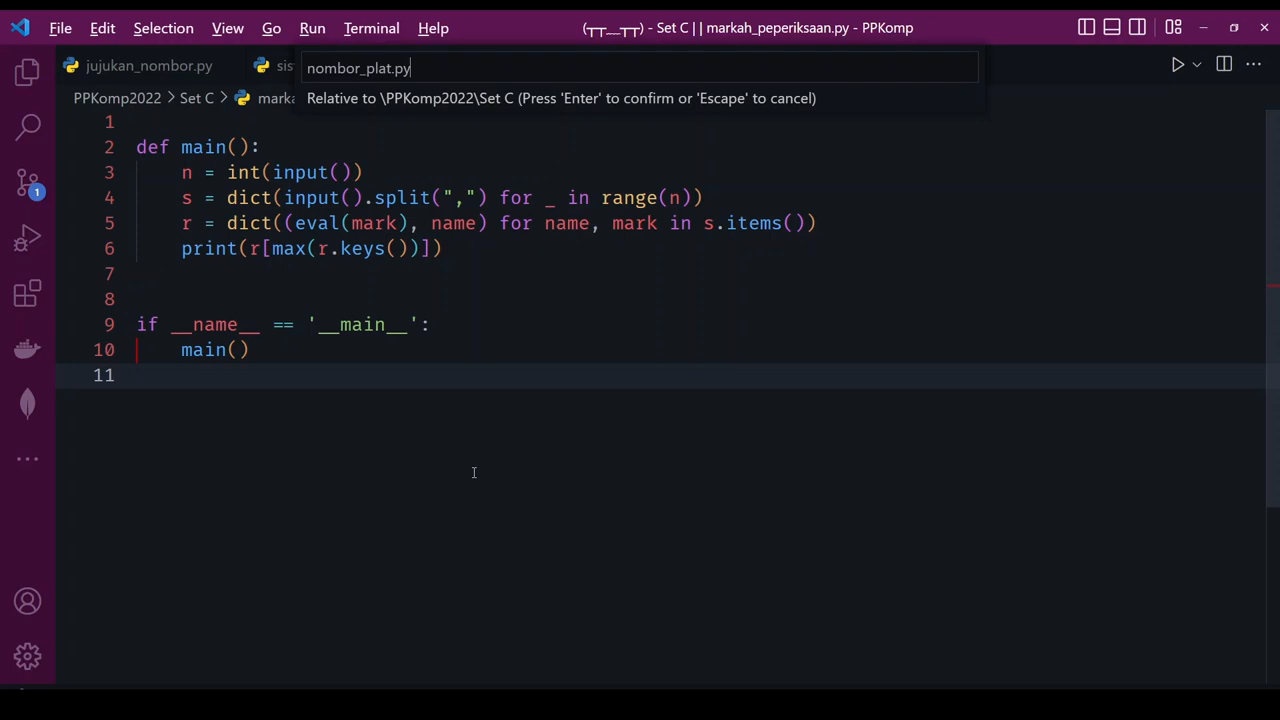 File Edit Selection View Go Run Terminal Help (┬┬﹏┬┬) - Set C || markah_peperiksaan.py - PPKomp
jujukan_nombor.py sis
nombor_plat.py
PPKomp2022 > Set C > marka
Relative to \PPKomp2022\Set C (Press 'Enter' to confirm or 'Escape' to cancel)
1
2 def main():
3     n = int(input())
4     s = dict(input().split(",") for _ in range(n))
5     r = dict((eval(mark), name) for name, mark in s.items())
6     print(r[max(r.keys())])
7
8
9 if __name__ == '__main__':
10     main()
11
1